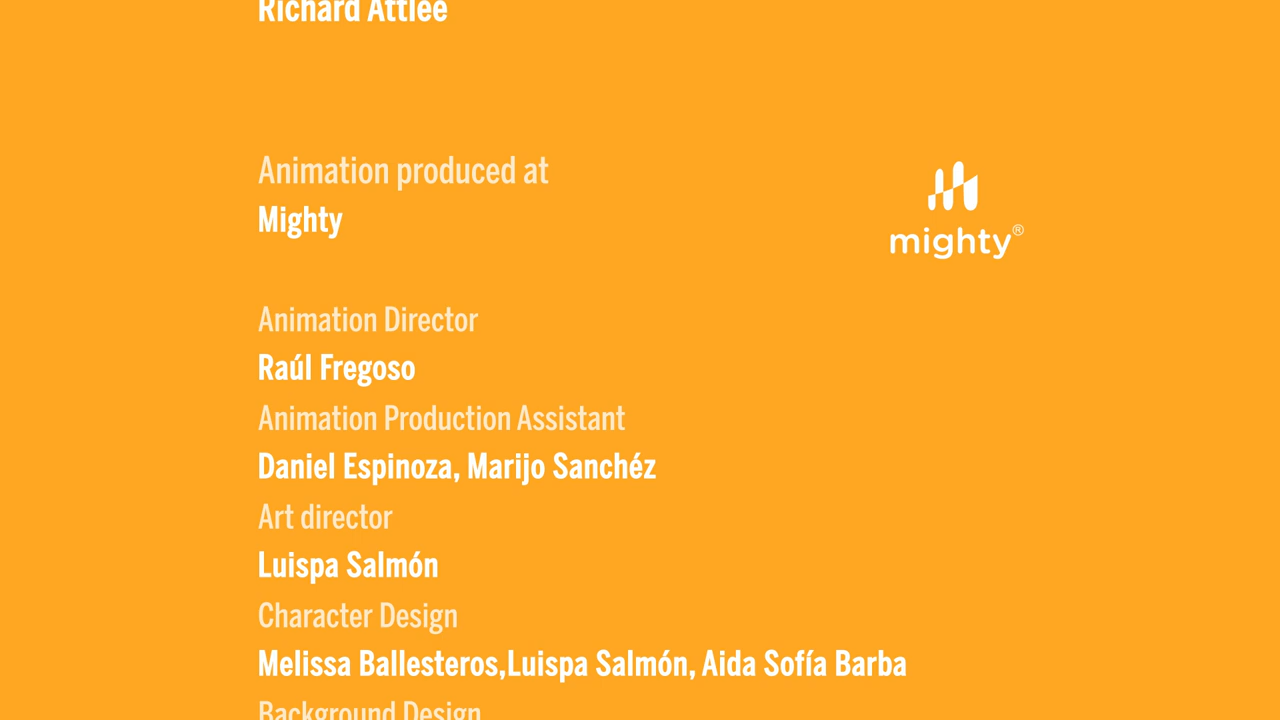 Richard Attlee
Animation produced at
Mighty
mighty®
Animation Director
Raúl Fregoso
Animation Production Assistant
Daniel Espinoza, Marijo Sanchéz
Art director
Luispa Salmón
Character Design
Melissa Ballesteros,Luispa Salmón, Aida Sofía Barba
Background Design